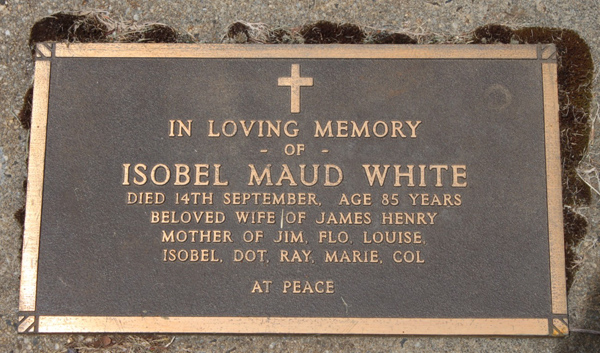 IN LOVING MEMORY
- OF -
ISOBEL MAUD WHITE
DIED 14TH SEPTEMBER, AGE 85 YEARS
BELOVED WIFE OF JAMES HENRY
MOTHER OF JIM, FLO, LOUISE,
ISOBEL, DOT, RAY, MARIE, COL
AT PEACE